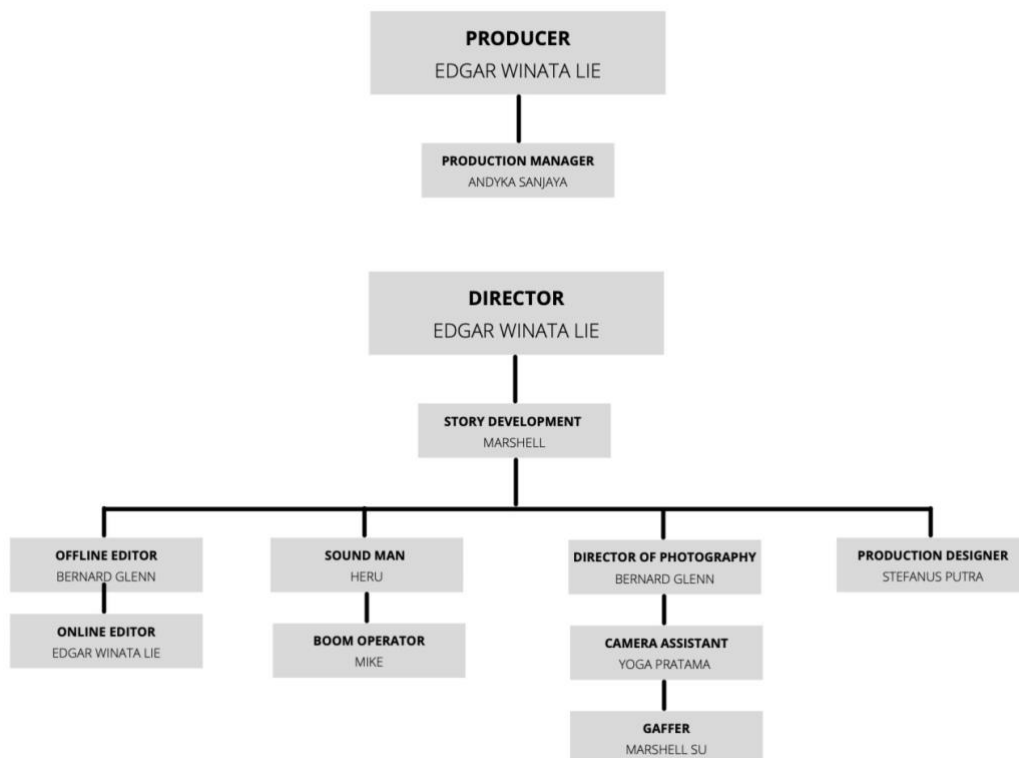 PRODUCER
EDGAR WINATA LIE
PRODUCTION MANAGER
ANDYKA SANJAYA
DIRECTOR
EDGAR WINATA LIE
STORY DEVELOPMENT
MARSHELL
OFFLINE EDITOR
BERNARD GLENN
ONLINE EDITOR
EDGAR WINATA LIE
SOUND MAN
HERU
BOOM OPERATOR
MIKE
DIRECTOR OF PHOTOGRAPHY
BERNARD GLENN
CAMERA ASSISTANT
YOGA PRATAMA
GAFFER
MARSHELL SU
PRODUCTION DESIGNER
STEFANUS PUTRA